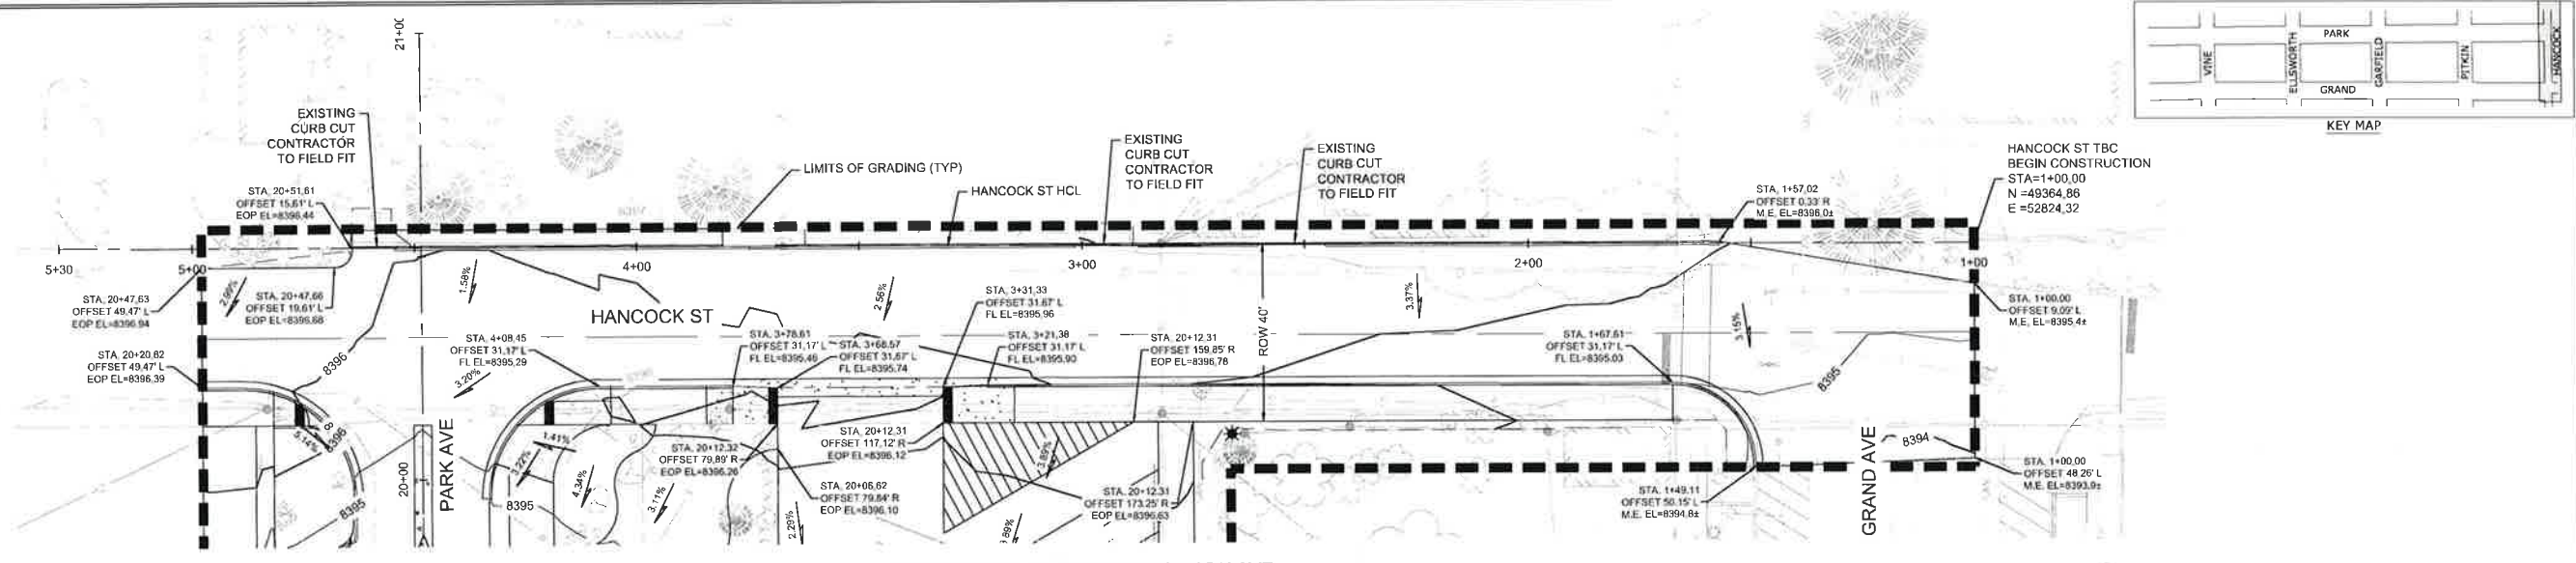 21+00
EXISTING
CURB CUT
CONTRACTOR
TO FIELD FIT
LIMITS OF GRADING (TYP)
HANCOCK ST HCL
EXISTING
CURB CUT
CONTRACTOR
TO FIELD FIT
EXISTING
CURB CUT
CONTRACTOR
TO FIELD FIT
STA. 1+57.02
OFFSET 0.33' R
M.E. EL=8396.0±
HANCOCK ST TBC
BEGIN CONSTRUCTION
STA=1+00.00
N =49364.86
E =52824.32
PARK
VINE
ELLSWORTH
GARFIELD
PITKIN
HANCOCK
GRAND
KEY MAP
STA. 20+51.61
OFFSET 15.61' L
EOP EL=8396.44
5+30
5+00
4+00
3+00
2+00
1+00
STA. 20+47.63
OFFSET 49.47' L
EOP EL=8396.94
2.99%
STA. 20+47.66
OFFSET 19.61' L
EOP EL=8396.68
1.58%
2.56%
3.37%
3.15%
HANCOCK ST
ROW 40'
STA. 1+00.00
OFFSET 9.09' L
M.E. EL=8395.4±
STA. 20+20.82
OFFSET 49.47' L
EOP EL=8396.39
8396
STA. 4+08.45
OFFSET 31.17' L
FL EL=8395.29
3.20%
STA. 3+78.61
OFFSET 31.17' L
FL EL=8395.46
STA. 3+68.57
OFFSET 31.67' L
FL EL=8395.74
STA. 3+31.33
OFFSET 31.67' L
FL EL=8395.96
STA. 3+21.38
OFFSET 31.17' L
FL EL=8395.90
STA. 20+12.31
OFFSET 159.85' R
EOP EL=8396.78
STA. 1+67.61
OFFSET 31.17' L
FL EL=8395.03
8395
5.14%
8396
8395
20+00
PARK AVE
3.22%
1.41%
4.34%
8395
3.11%
STA. 20+12.32
OFFSET 79.89' R
EOP EL=8396.26
2.29%
STA. 20+12.31
OFFSET 117.12' R
EOP EL=8396.12
STA. 20+06.62
OFFSET 79.84' R
EOP EL=8396.10
3.89%
STA. 20+12.31
OFFSET 173.25' R
EOP EL=8396.63
STA. 1+49.11
OFFSET 50.15' L
M.E. EL=8394.8±
GRAND AVE
8394
STA. 1+00.00
OFFSET 48.26' L
M.E. EL=8393.9±